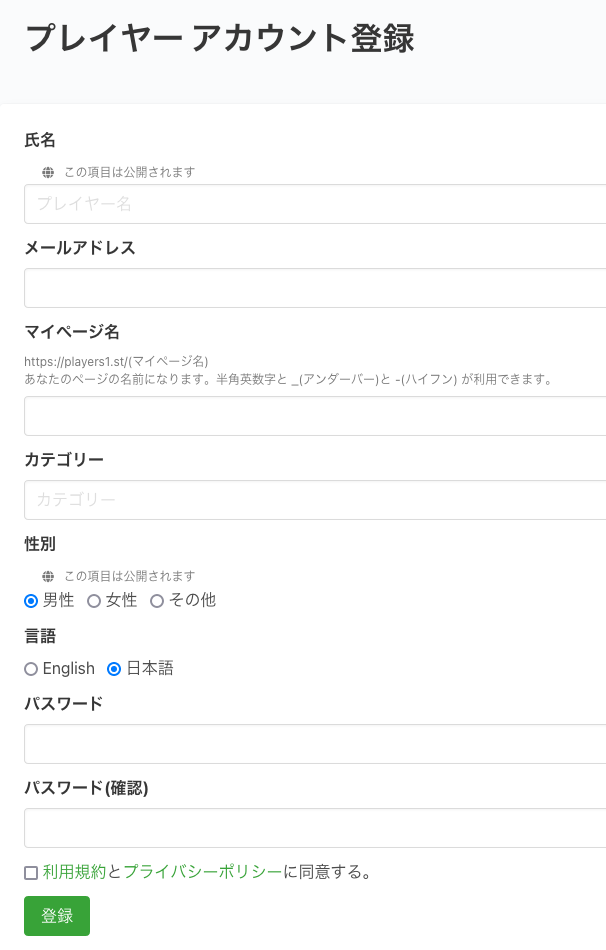 プレイヤー アカウント登録
氏名
この項目は公開されます
プレイヤー名
メールアドレス
マイページ名
https://players1.st/(マイページ名)
あなたのページの名前になります。半角英数字と _(アンダーバー)と -(ハイフン) が利用できます。
カテゴリー
カテゴリー
性別
この項目は公開されます
男性 女性 その他
言語
English 日本語
パスワード
パスワード(確認)
利用規約とプライバシーポリシーに同意する。
登録